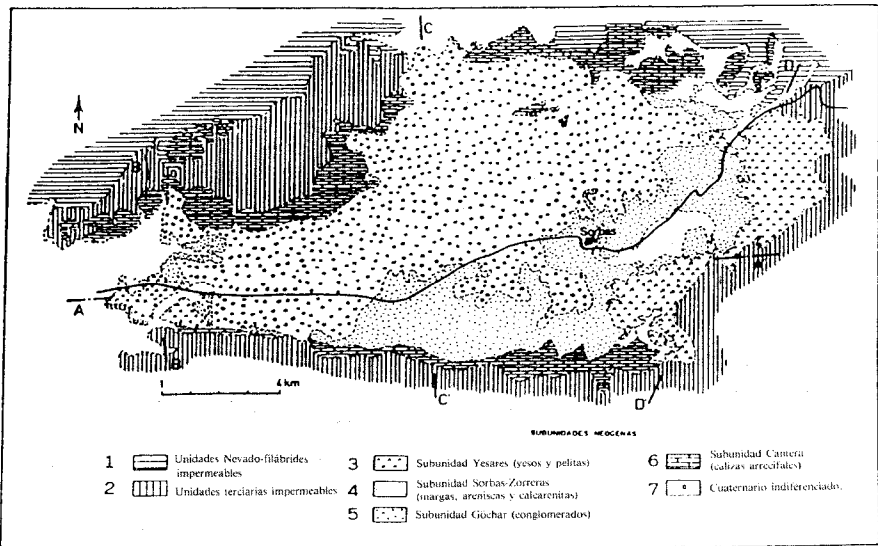 C
N
D
B
Sorbas
A
A
B
1 4 km
C'
D'
SUBUNIDADES NEOGENAS
1 Unidades Nevado-filábrides
impermeables
2 Unidades terciarias impermeables
3 Subunidad Yesares (yesos y pelitas)
4 Subunidad Sorbas-Zorreras
(margas, areniscas y calcarenitas)
5 Subunidad Góchar (conglomerados)
6 Subunidad Cantera
(calizas arrecifales)
7 Cuaternario indiferenciado.